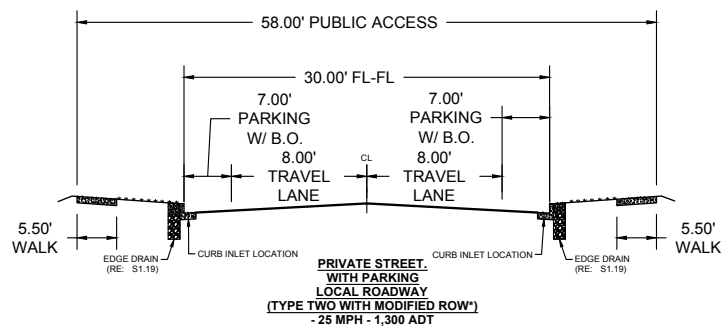 58.00' PUBLIC ACCESS
30.00' FL-FL
7.00'
PARKING
W/ B.O.
7.00'
PARKING
W/ B.O.
8.00'
TRAVEL
LANE
CL
8.00'
TRAVEL
LANE
5.50'
WALK
EDGE DRAIN
(RE: S1.19)
CURB INLET LOCATION
CURB INLET LOCATION
EDGE DRAIN
(RE: S1.19)
5.50'
WALK
PRIVATE STREET.
WITH PARKING
LOCAL ROADWAY
(TYPE TWO WITH MODIFIED ROW*)
- 25 MPH - 1,300 ADT